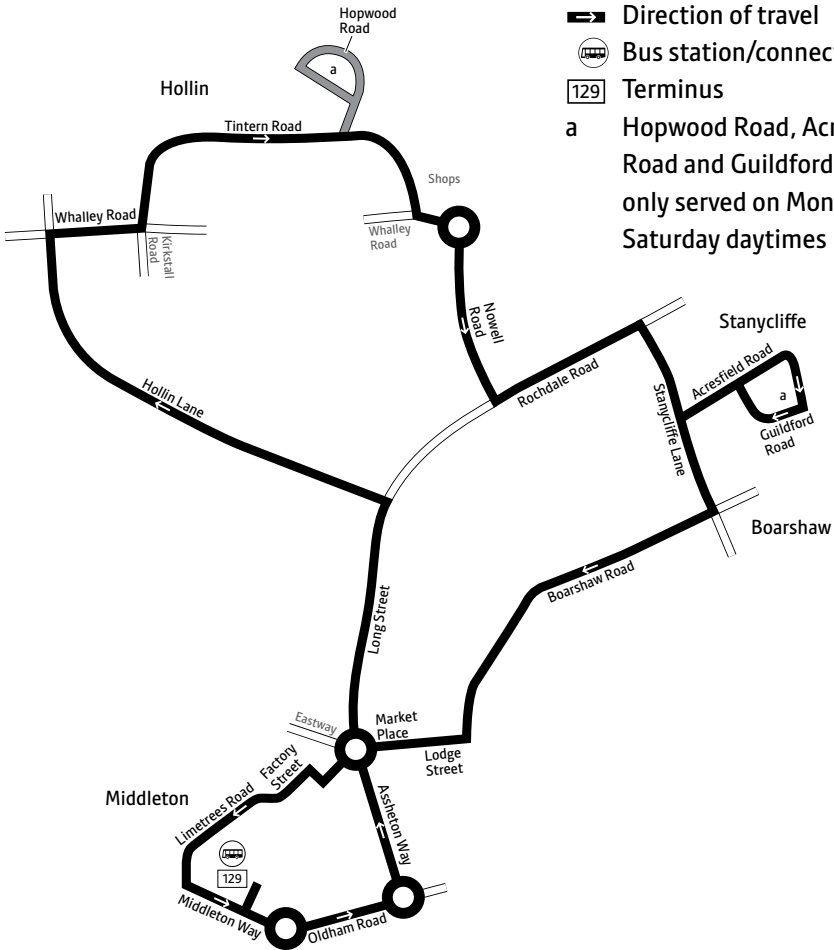 Hopwood
Road
Direction of travel
Bus station/connec
129 Terminus
a Hopwood Road, Acr
Road and Guildford
only served on Mon
Saturday daytimes
a
Hollin
Tintern Road
Shops
Whalley Road
Whalley
Road
Kirkstall
Road
Nowell
Road
Stanycliffe
Rochdale Road
Acresfield Road
a
Stanycliffe Lane
Guildford
Road
Hollin Lane
Boarshaw
Boarshaw Road
Long Street
Eastway
Market
Place
Lodge
Street
Factory
Street
Middleton
Limetrees Road
Assheton Way
129
Middleton Way
Oldham Road